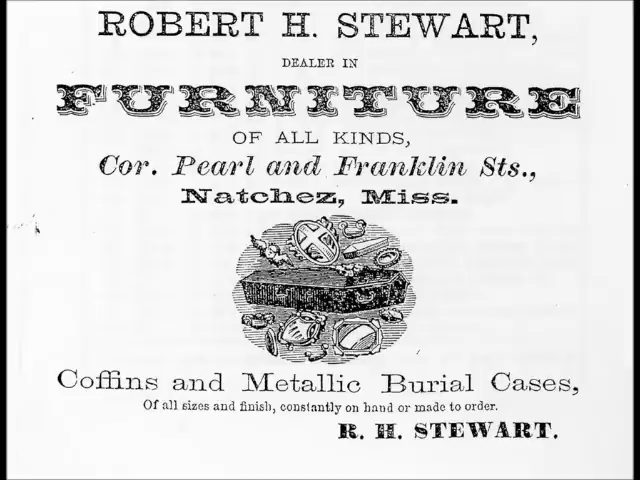 ROBERT H. STEWART,
DEALER IN
FURNITURE
OF ALL KINDS,
Cor. Pearl and Franklin Sts.,
Natchez, Miss.
Coffins and Metallic Burial Cases,
Of all sizes and finish, constantly on hand or made to order.
R. H. STEWART.